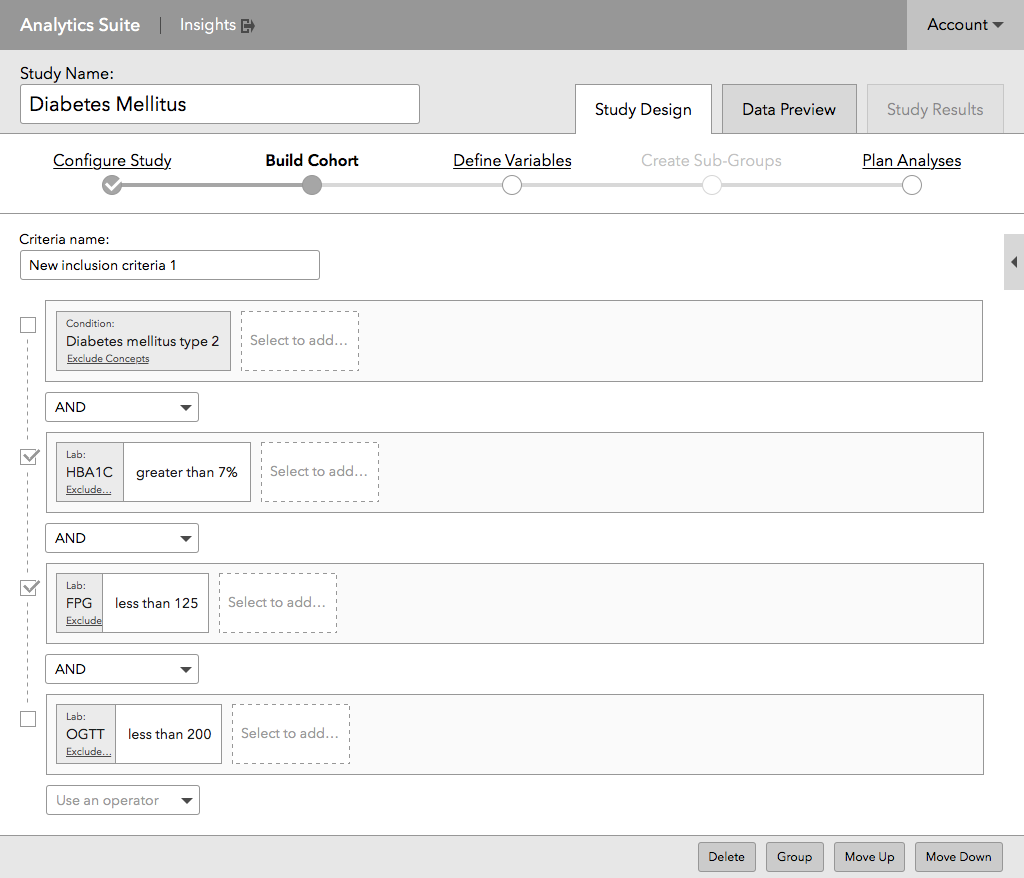 Analytics Suite | Insights
Account
Study Name:
Diabetes Mellitus
Study Design
Data Preview
Study Results
Configure Study
Build Cohort
Define Variables
Create Sub-Groups
Plan Analyses
Criteria name:
New inclusion criteria 1
Condition:
Diabetes mellitus type 2
Exclude Concepts
Select to add...
AND
Lab:
HBA1C
Exclude...
greater than 7%
Select to add...
AND
Lab:
FPG
Exclude
less than 125
Select to add...
AND
Lab:
OGTT
Exclude...
less than 200
Select to add...
Use an operator
Delete
Group
Move Up
Move Down